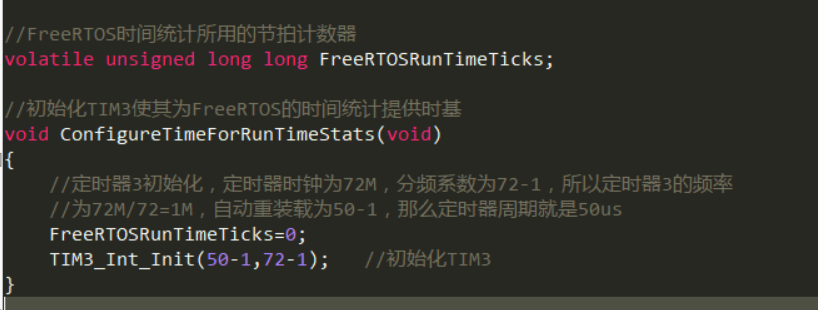 //FreeRTOS时间统计所用的节拍计数器
volatile unsigned long long FreeRTOSRunTimeTicks;
//初始化TIM3使其为FreeRTOS的时间统计提供时基
void ConfigureTimeForRunTimeStats(void)
{
//定时器3初始化，定时器时钟为72M，分频系数为72-1，所以定时器3的频率
//为72M/72=1M，自动重装载为50-1，那么定时器周期就是50us
FreeRTOSRunTimeTicks=0;
TIM3_Int_Init(50-1,72-1); //初始化TIM3
}